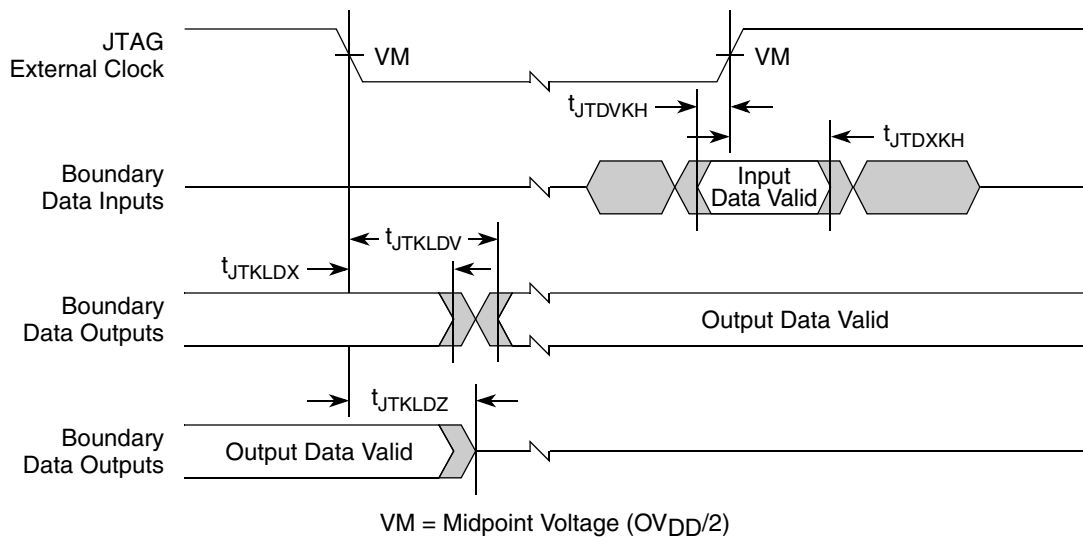 JTAG
External Clock
VM
VM
tJTDVKH
tJTDXKH
Boundary
Data Inputs
Input
Data Valid
tJTKLDV
tJTKLDX
Boundary
Data Outputs
Output Data Valid
tJTKLDZ
Boundary
Data Outputs
Output Data Valid
VM = Midpoint Voltage (OVDD/2)